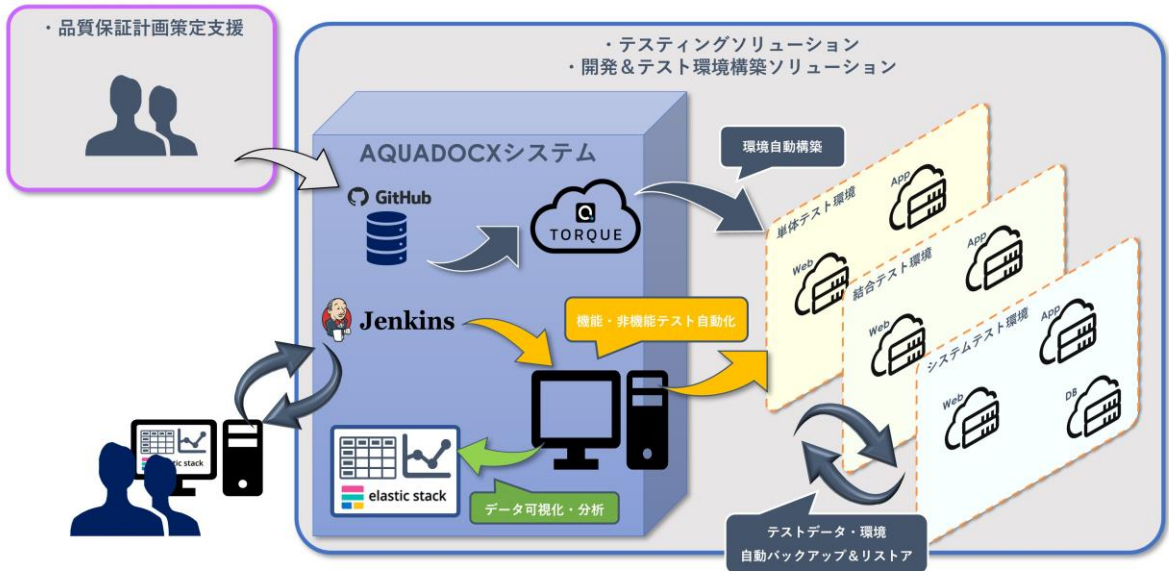 ・品質保証計画策定支援
・テスティングソリューション
・開発&テスト環境構築ソリューション
AQUADOCXシステム
GitHub
TORQUE
環境自動構築
単体テスト環境
App
Web
結合テスト環境
App
Web
システムテスト環境
App
Web
DB
Jenkins
機能・非機能テスト自動化
elastic stack
データ可視化・分析
テストデータ・環境
自動バックアップ&リストア